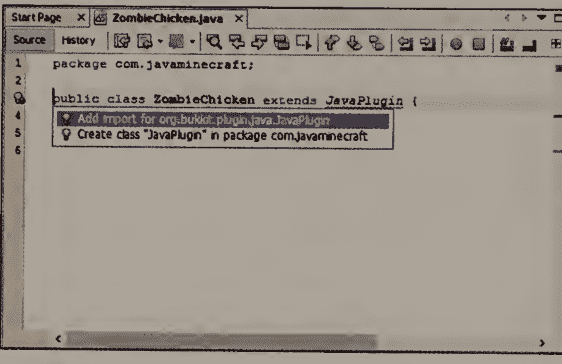 Start Page ZombieChicken.java
Source History
1 package com.javaminecraft;
2
public class ZombieChicken extends JavaPlugin {
4 Add import for org.bukkit.plugin.java.JavaPlugin
5 Create class "JavaPlugin" in package com.javaminecraft
6